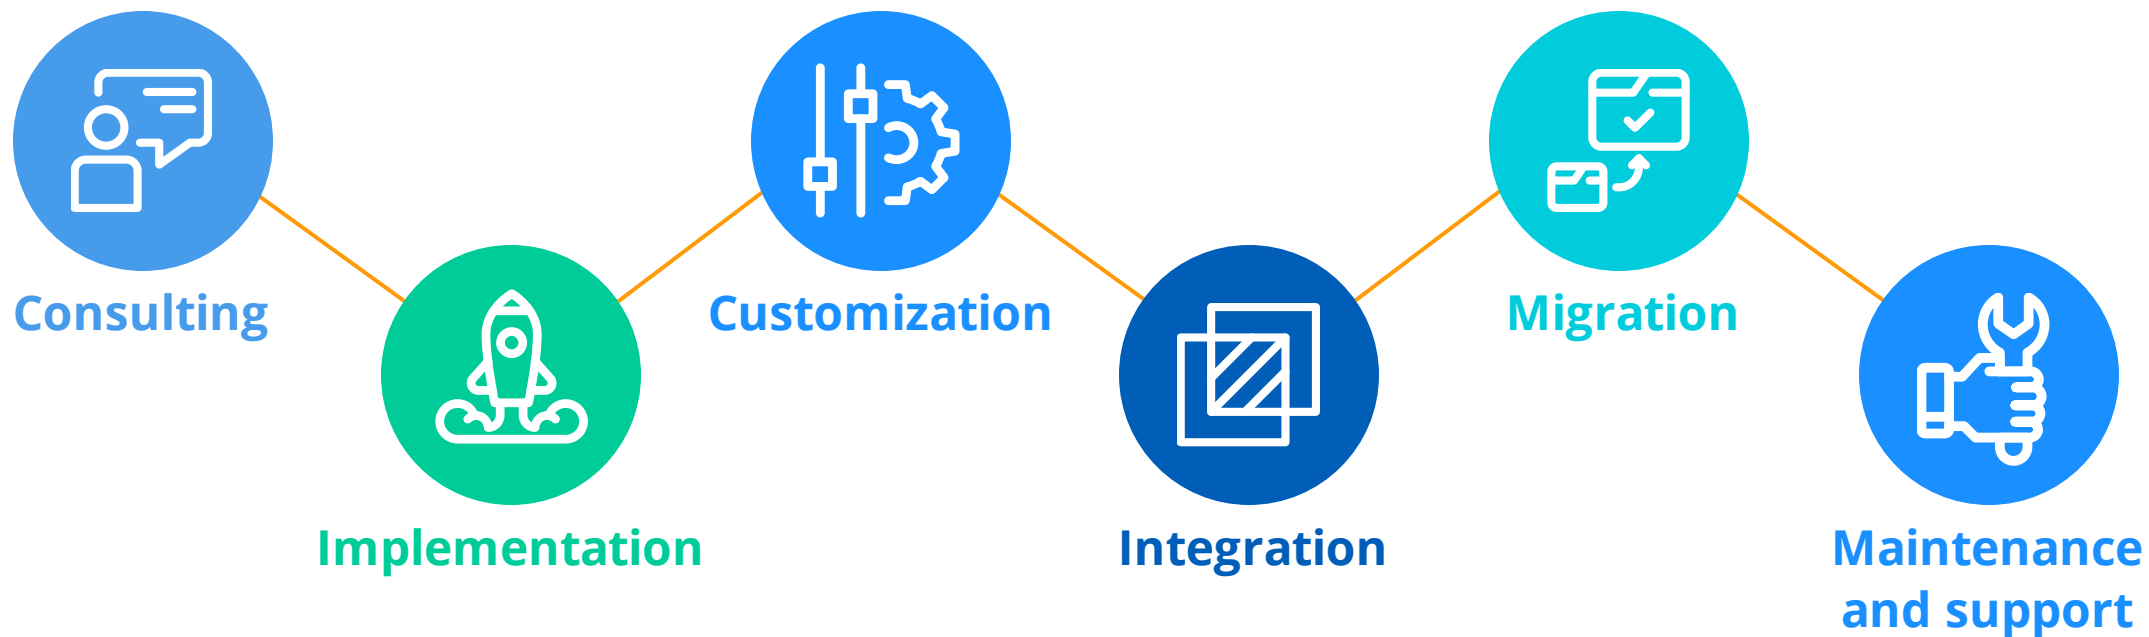 Consulting
Implementation
Customization
Integration
Migration
Maintenance
and support